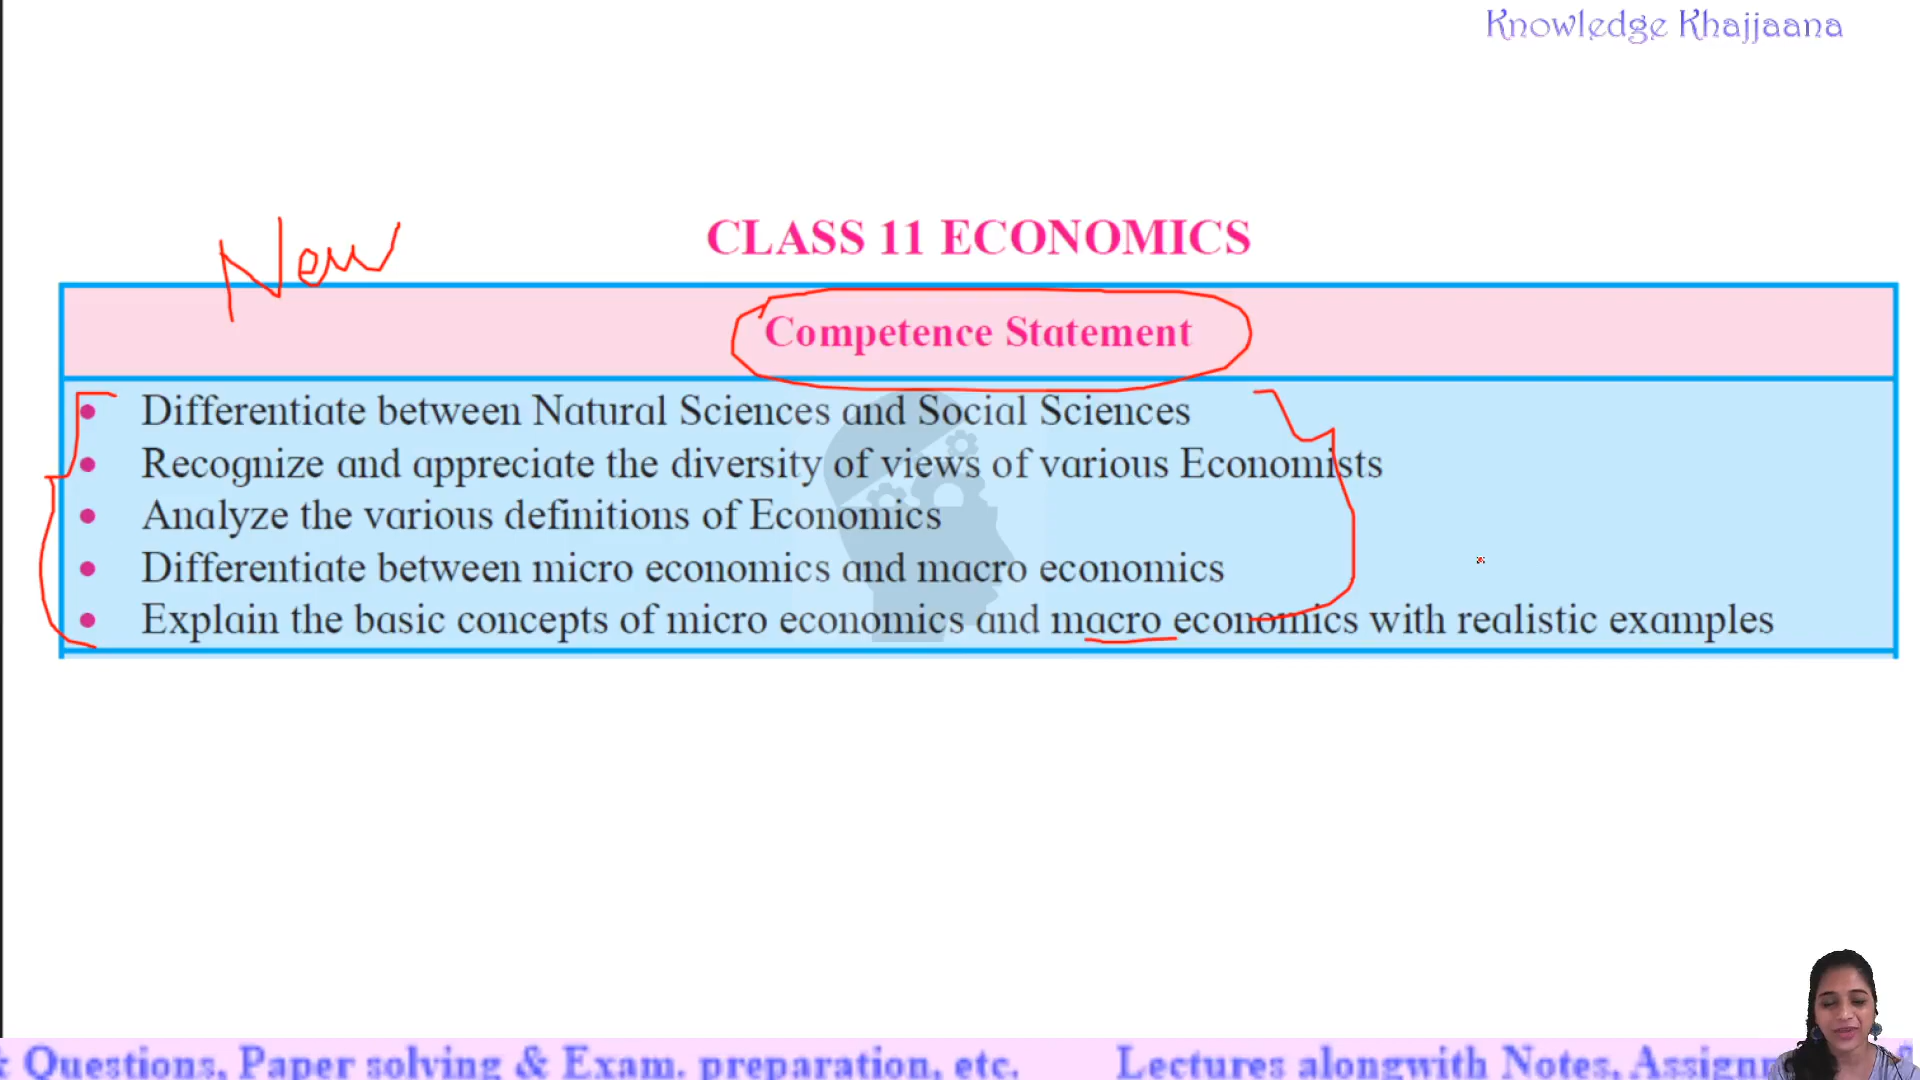 Knowledge Khajjaana
New
CLASS 11 ECONOMICS
Competence Statement
• Differentiate between Natural Sciences and Social Sciences
• Recognize and appreciate the diversity of views of various Economists
• Analyze the various definitions of Economics
• Differentiate between micro economics and macro economics
• Explain the basic concepts of micro economics and macro economics with realistic examples
Questions, Paper solving & Exam. preparation, etc. Lectures alongwith Notes,